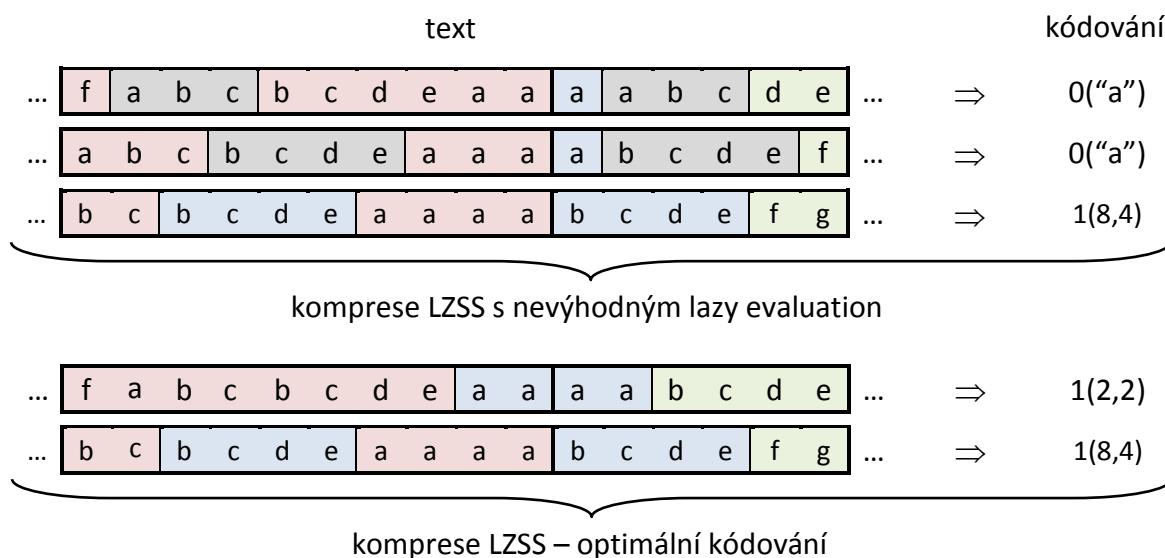 text kódování
... f a b c b c d e a a a a b c d e ... ⇒ 0(“a”)
... a b c b c d e a a a a b c d e f ... ⇒ 0(“a”)
... b c b c d e a a a a b c d e f g ... ⇒ 1(8,4)
komprese LZSS s nevýhodným lazy evaluation
... f a b c b c d e a a a a b c d e ... ⇒ 1(2,2)
... b c b c d e a a a a b c d e f g ... ⇒ 1(8,4)
komprese LZSS – optimální kódování